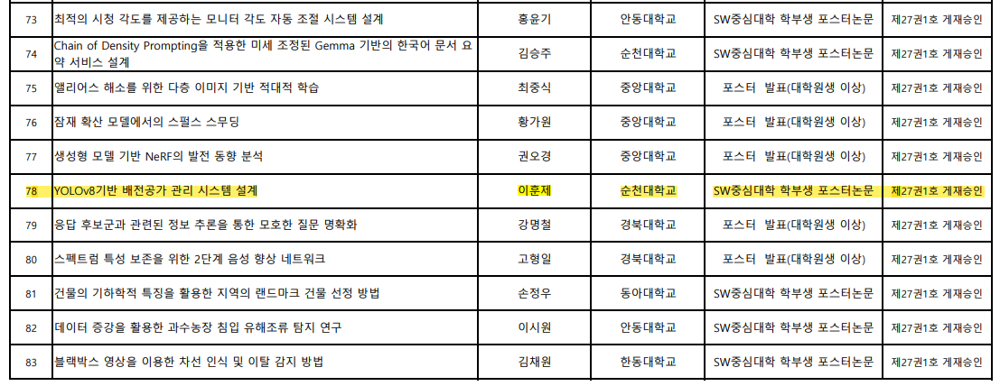 73 최적의 시청 각도를 제공하는 모니터 각도 자동 조절 시스템 설계 홍윤기 안동대학교 SW중심대학 학부생 포스터논문 제27권1호 게재승인
74 Chain of Density Prompting을 적용한 미세 조정된 Gemma 기반의 한국어 문서 요
약 서비스 설계 김승주 순천대학교 SW중심대학 학부생 포스터논문 제27권1호 게재승인
75 앨리어스 해소를 위한 다층 이미지 기반 적대적 학습 최중식 중앙대학교 포스터 발표(대학원생 이상) 제27권1호 게재승인
76 잠재 확산 모델에서의 스펄스 스무딩 황가원 중앙대학교 포스터 발표(대학원생 이상) 제27권1호 게재승인
77 생성형 모델 기반 NeRF의 발전 동향 분석 권오경 중앙대학교 포스터 발표(대학원생 이상) 제27권1호 게재승인
78 YOLOv8기반 배전공가 관리 시스템 설계 이훈제 순천대학교 SW중심대학 학부생 포스터논문 제27권1호 게재승인
79 응답 후보군과 관련된 정보 추론을 통한 모호한 질문 명확화 강명철 경북대학교 포스터 발표(대학원생 이상) 제27권1호 게재승인
80 스펙트럼 특성 보존을 위한 2단계 음성 향상 네트워크 고형일 경북대학교 포스터 발표(대학원생 이상) 제27권1호 게재승인
81 건물의 기하학적 특징을 활용한 지역의 랜드마크 건물 선정 방법 손정우 동아대학교 SW중심대학 학부생 포스터논문 제27권1호 게재승인
82 데이터 증강을 활용한 과수농장 침입 유해조류 탐지 연구 이시원 안동대학교 SW중심대학 학부생 포스터논문 제27권1호 게재승인
83 블랙박스 영상을 이용한 차선 인식 및 이탈 감지 방법 김채원 한동대학교 SW중심대학 학부생 포스터논문 제27권1호 게재승인